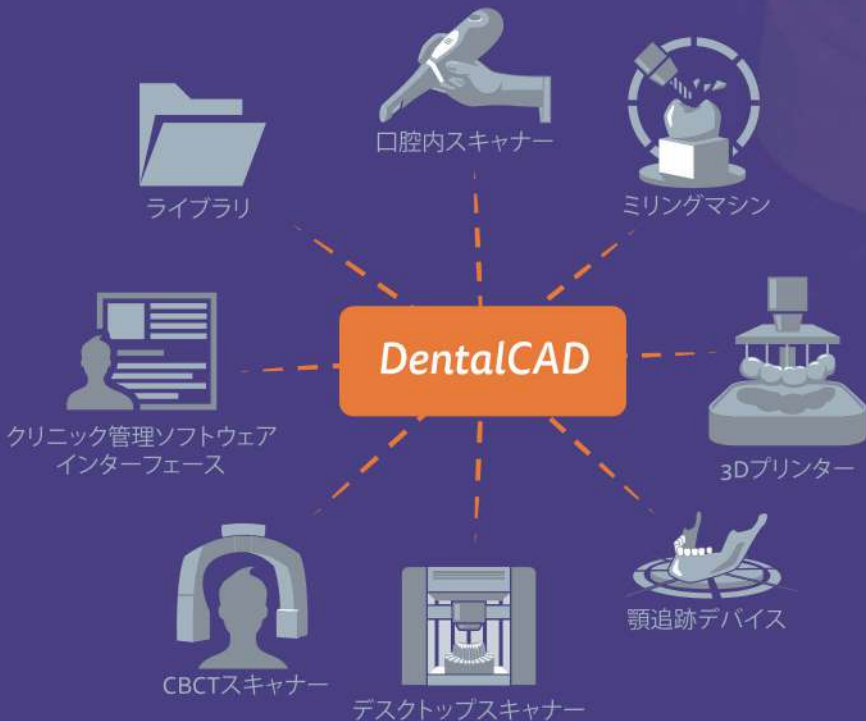 口腔内スキャナー
ライブラリ
ミリングマシン
DentalCAD
クリニック管理ソフトウェア
インターフェース
3Dプリンター
顎追跡デバイス
CBCTスキャナー
デスクトップスキャナー